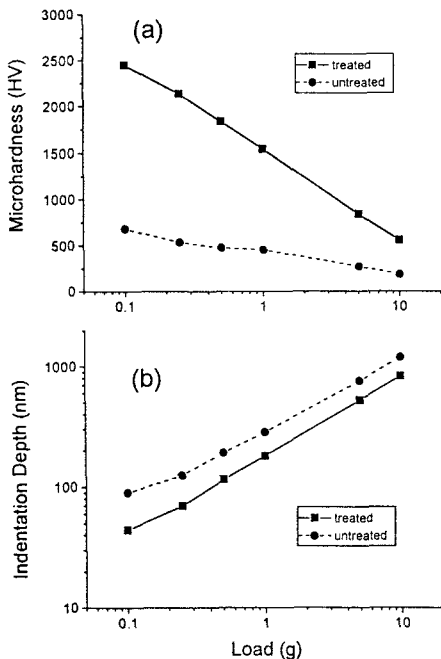 (a)
Microhardness (HV)
3000
2500
2000
1500
1000
500
0
treated
untreated
0.1
1
10
(b)
Indentation Depth (nm)
1000
100
10
treated
untreated
0.1
1
10
Load (g)